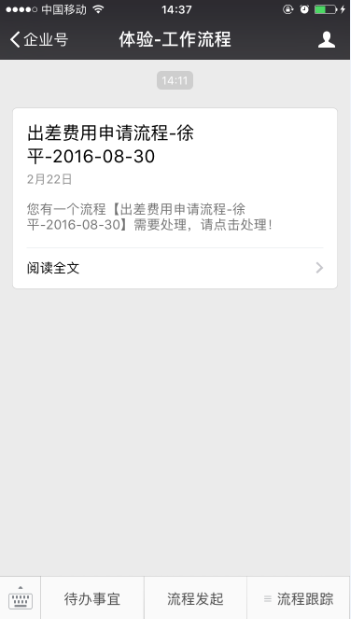 中国移动 14:37
企业号 体验-工作流程
14:11
出差费用申请流程-徐
平-2016-08-30
2月22日
您有一个流程【出差费用申请流程-徐
平-2016-08-30】需要处理，请点击处理！
阅读全文
待办事宜 流程发起 流程跟踪